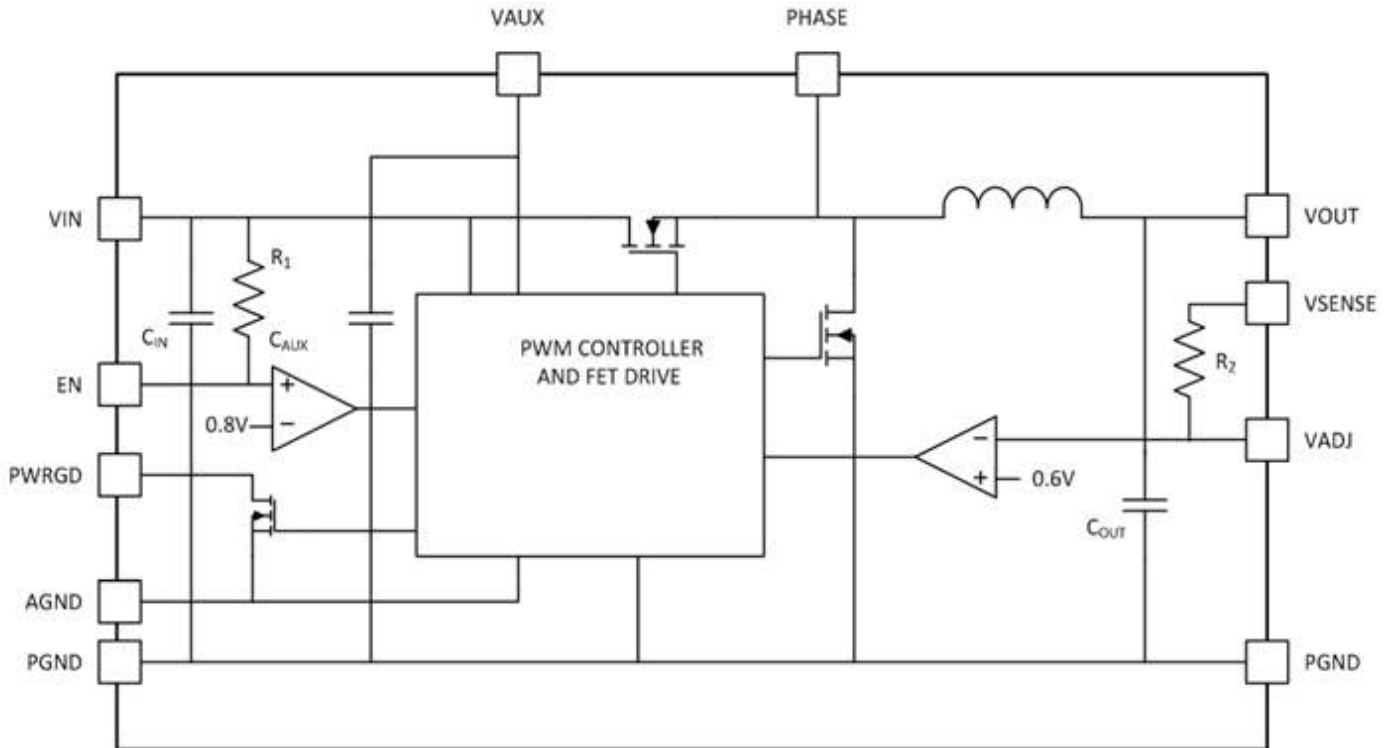 VAUX
PHASE
VIN
VOUT
R1
VSENSE
CIN
CAUX
PWM CONTROLLER
AND FET DRIVE
R2
EN
+
0.8V
−
VADJ
−
+
0.6V
PWRGD
COUT
AGND
PGND
PGND